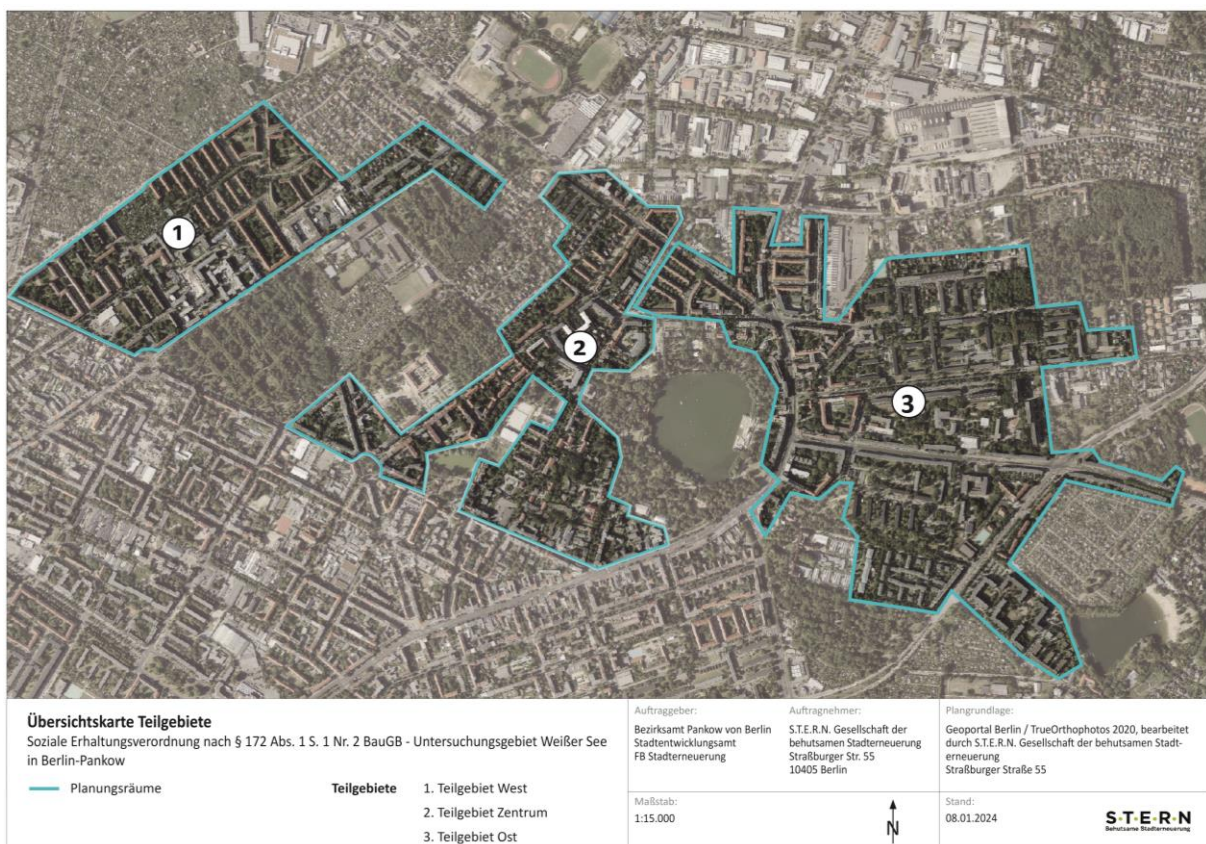 1
2
3
Übersichtskarte Teilgebiete
Soziale Erhaltungsverordnung nach § 172 Abs. 1 S. 1 Nr. 2 BauGB - Untersuchungsgebiet Weißer See
in Berlin-Pankow
Planungsräume
Teilgebiete
1. Teilgebiet West
2. Teilgebiet Zentrum
3. Teilgebiet Ost
Auftraggeber:
Bezirksamt Pankow von Berlin
Stadtentwicklungsamt
FB Stadterneuerung
Auftragnehmer:
S.T.E.R.N. Gesellschaft der
behutsamen Stadterneuerung
Straßburger Str. 55
10405 Berlin
Plangrundlage:
Geoportal Berlin / TrueOrthophotos 2020, bearbeitet
durch S.T.E.R.N. Gesellschaft der behutsamen Stadt-
erneuerung
Straßburger Straße 55
Maßstab:
1:15.000
N
Stand:
08.01.2024
S·T·E·R·N
Behutsame Stadterneuerung